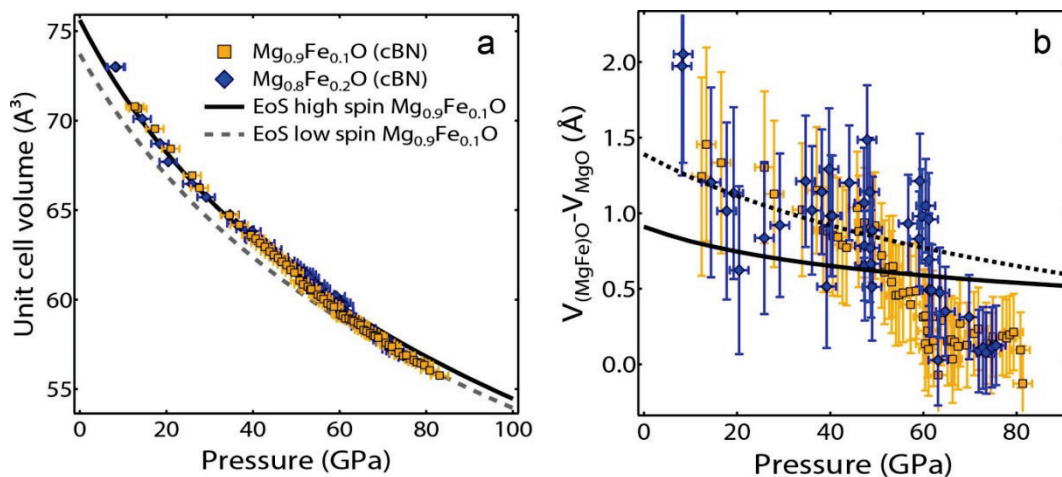 a
75
70
65
60
55
Unit cell volume (Å³)
Mg₀.₉Fe₀.₁O (cBN)
Mg₀.₈Fe₀.₂O (cBN)
EoS high spin Mg₀.₉Fe₀.₁O
EoS low spin Mg₀.₉Fe₀.₁O
0 20 40 60 80 100
Pressure (GPa)
b
2.0
1.5
1.0
0.5
0.0
V(MgFe)O-VMgO (Å)
0 20 40 60 80
Pressure (GPa)